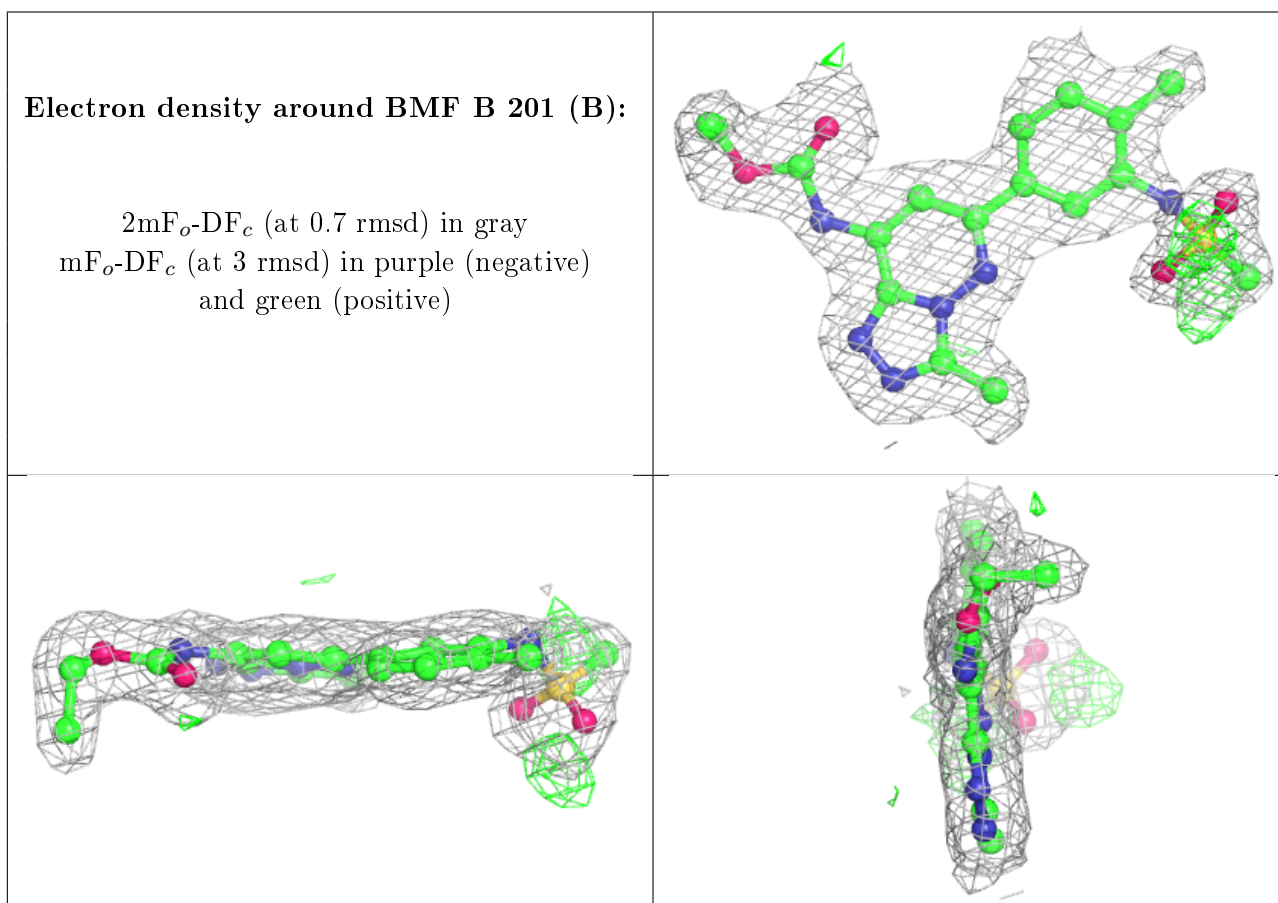 Electron density around BMF B 201 (B):
2mFo-DFc (at 0.7 rmsd) in gray
mFo-DFc (at 3 rmsd) in purple (negative)
and green (positive)